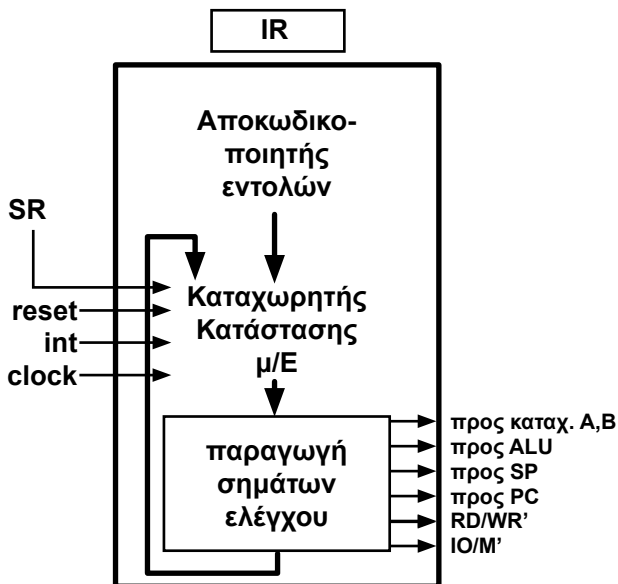 IR
Αποκωδικο-
ποιητής
εντολών
SR
reset
int
clock
Καταχωρητής
Κατάστασης
μ/Ε
παραγωγή
σημάτων
ελέγχου
προς καταχ. Α,Β
προς ALU
προς SP
προς PC
RD/WR’
IO/M’